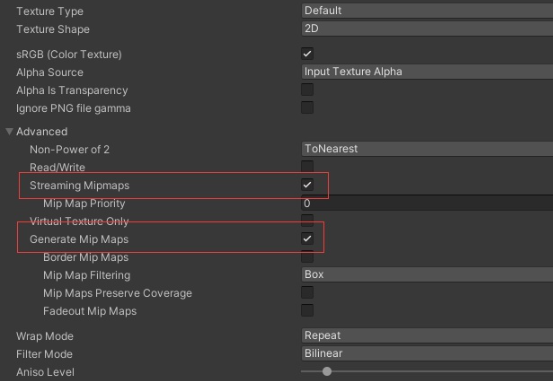 Texture Type Default
Texture Shape 2D
sRGB (Color Texture)
Alpha Source Input Texture Alpha
Alpha Is Transparency
Ignore PNG file gamma
Advanced
Non-Power of 2 ToNearest
Read/Write
Streaming Mipmaps
Mip Map Priority 0
Virtual Texture Only
Generate Mip Maps
Border Mip Maps
Mip Map Filtering Box
Mip Maps Preserve Coverage
Fadeout Mip Maps
Wrap Mode Repeat
Filter Mode Bilinear
Aniso Level